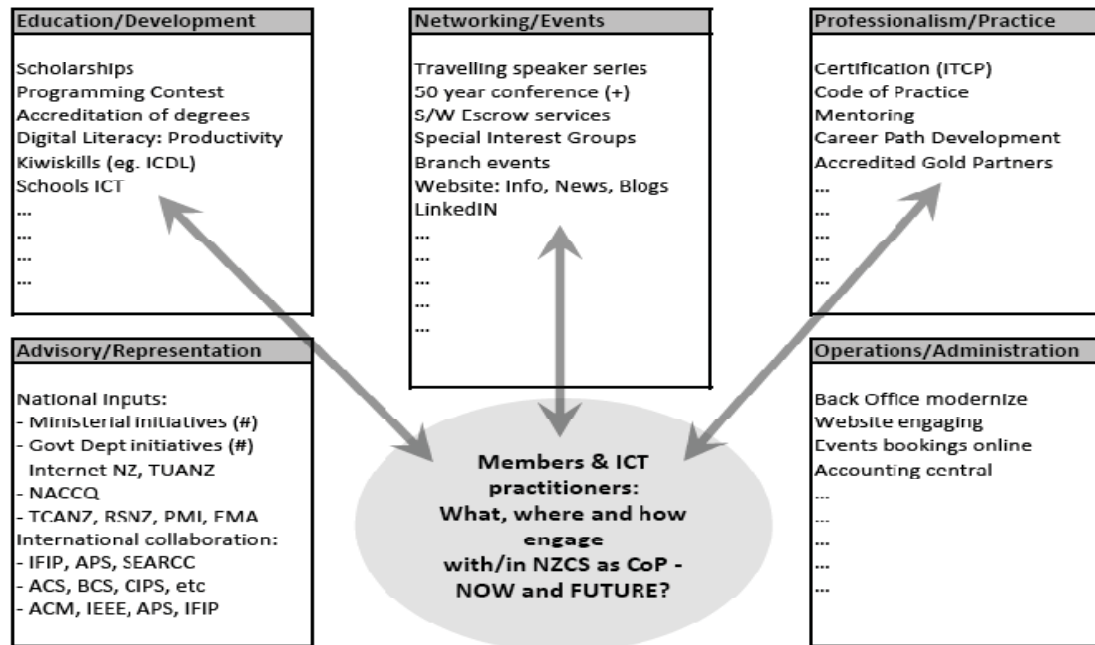 Education/Development
Scholarships
Programming Contest
Accreditation of degrees
Digital Literacy: Productivity
Kiwiskills (eg. ICDL)
Schools ICT
...
...
...
...
Networking/Events
Travelling speaker series
50 year conference (+)
S/W Escrow services
Special Interest Groups
Branch events
Website: Info, News, Blogs
LinkedIN
...
...
...
...
...
Professionalism/Practice
Certification (ITCP)
Code of Practice
Mentoring
Career Path Development
Accredited Gold Partners
...
...
...
...
...
Advisory/Representation
National Inputs:
- Ministerial initiatives (#)
- Govt Dept initiatives (#)
Internet NZ, TUANZ
- NACCQ
- TCANZ, RSNZ, PMI, EMA
International collaboration:
- IFIP, APS, SEARCC
- ACS, BCS, CIPS, etc
- ACM, IEEE, APS, IFIP
Members & ICT
practitioners:
What, where and how
engage
with/in NZCS as CoP -
NOW and FUTURE?
Operations/Administration
Back Office modernize
Website engaging
Events bookings online
Accounting central
...
...
...
...
...